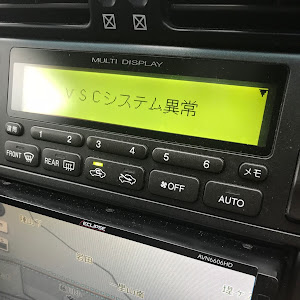 MULTI DISPLAY
VSCシステム異常
1 2 3 4 5 6
メモ
FRONT REAR OFF AUTO
ECLIPSE AVN6606HD